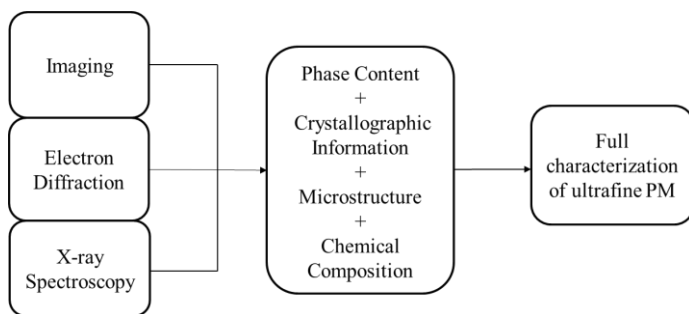 Imaging
Electron
Diffraction
X-ray
Spectroscopy
Phase Content
+
Crystallographic
Information
+
Microstructure
+
Chemical
Composition
Full
characterization
of ultrafine PM